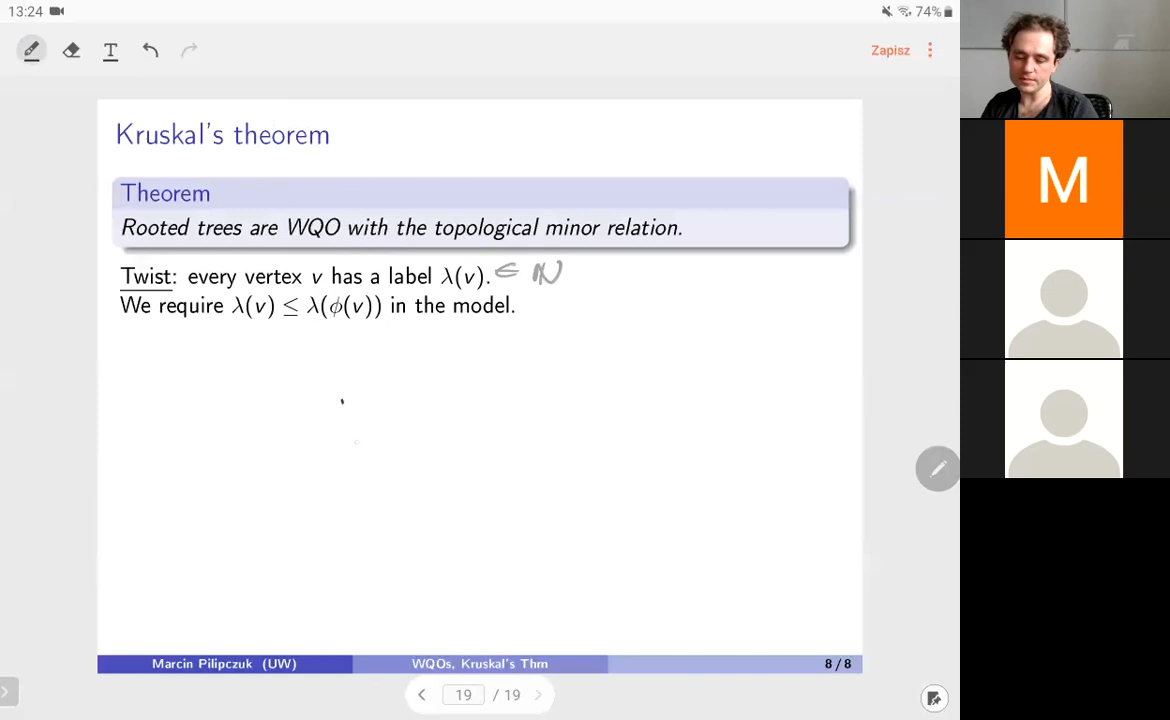 13:24
74%
T
Zapisz
Kruskal's theorem
Theorem
Rooted trees are WQO with the topological minor relation.
Twist: every vertex v has a label λ(v). ∈ ℕ
We require λ(v) ≤ λ(ϕ(v)) in the model.
Marcin Pilipczuk (UW) WQOs, Kruskal's Thm 8 / 8
19 / 19
M